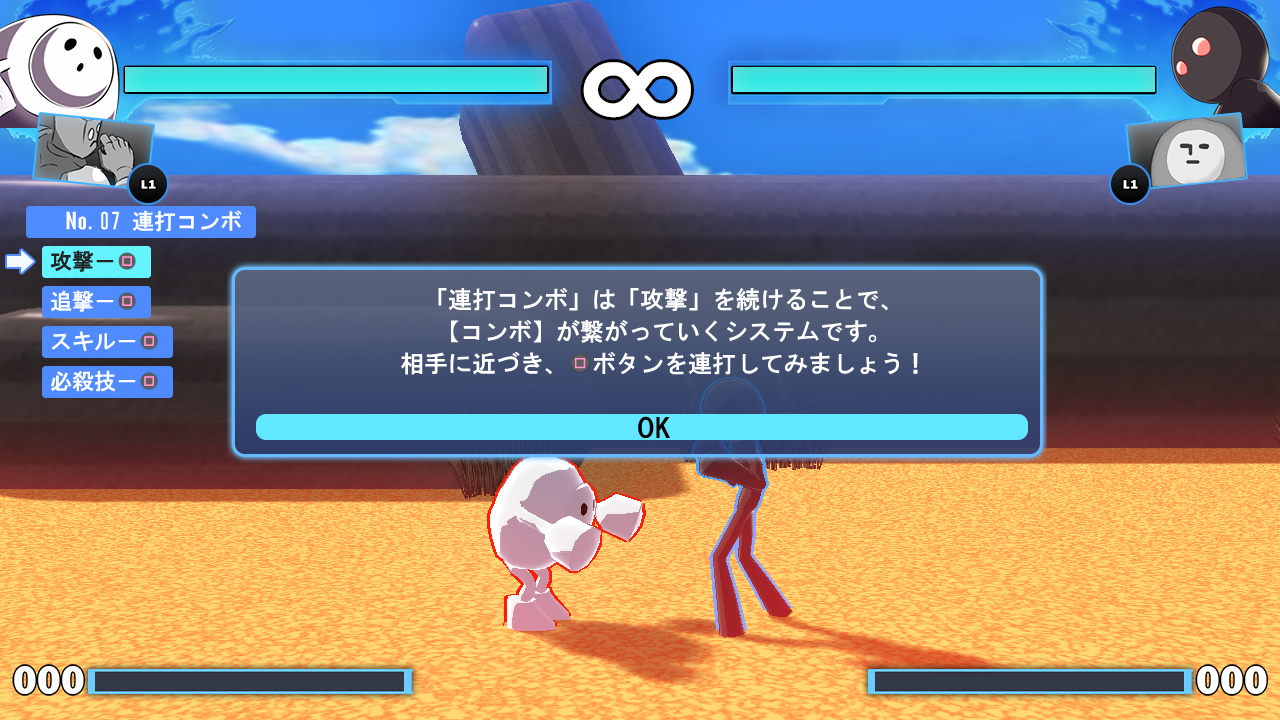 ∞
L1
L1
No. 07 連打コンボ
攻撃ー□
追撃ー□
スキルー□
必殺技ー□
「連打コンボ」は「攻撃」を続けることで、
【コンボ】が繋がっていくシステムです。
相手に近づき、□ボタンを連打してみましょう！
OK
000
000